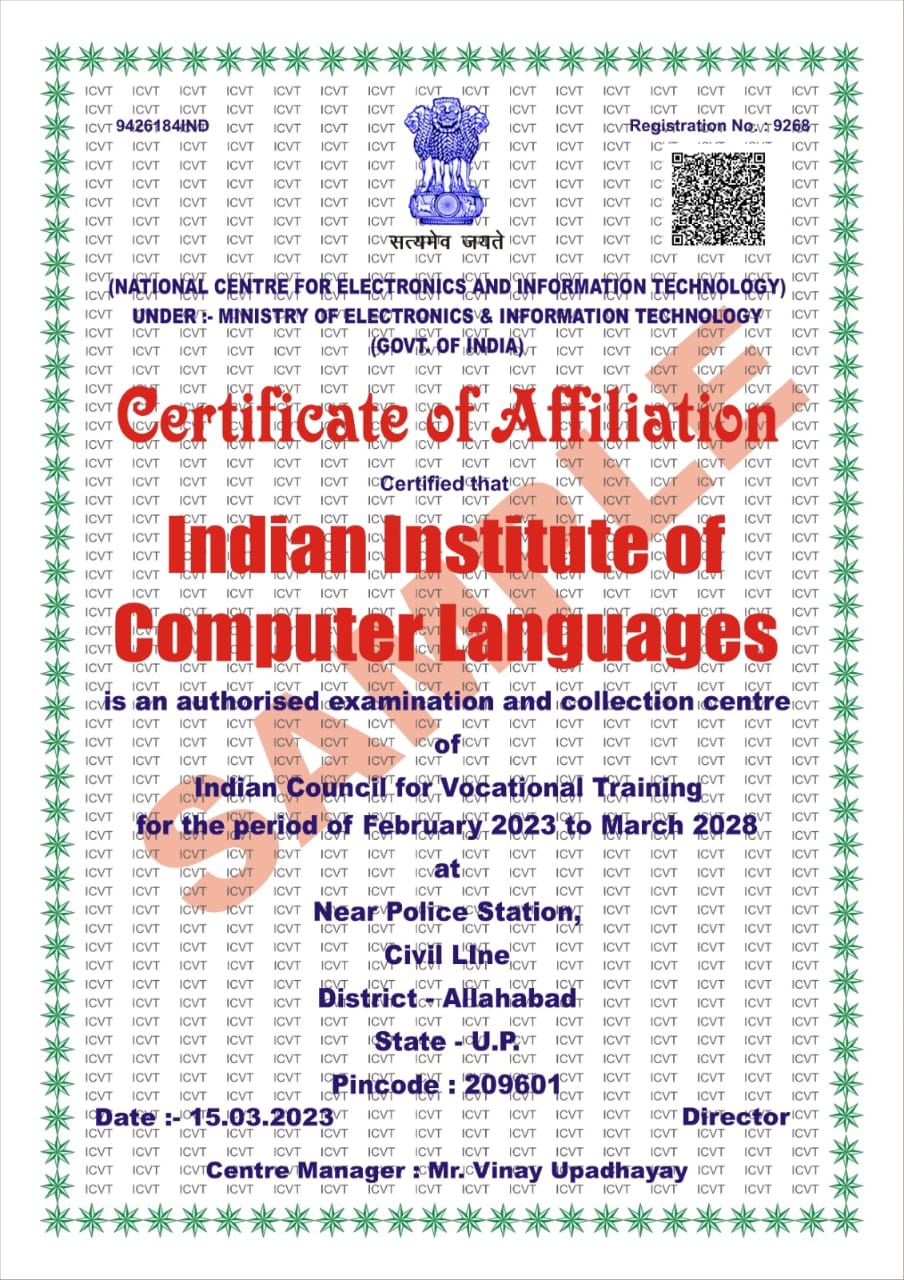 9426184IND
Registration No. : 9268
सत्यमेव जयते
(NATIONAL CENTRE FOR ELECTRONICS AND INFORMATION TECHNOLOGY)
UNDER :- MINISTRY OF ELECTRONICS & INFORMATION TECHNOLOGY
(GOVT. OF INDIA)
Certificate of Affiliation
Certified that
Indian Institute of
Computer Languages
is an authorised examination and collection centre
of
Indian Council for Vocational Training
for the period of February 2023 to March 2028
at
Near Police Station,
Civil LIne
District - Allahabad
State - U.P.
Pincode : 209601
Date :- 15.03.2023
Director
Centre Manager : Mr. Vinay Upadhayay
SAMPLE
ICVT